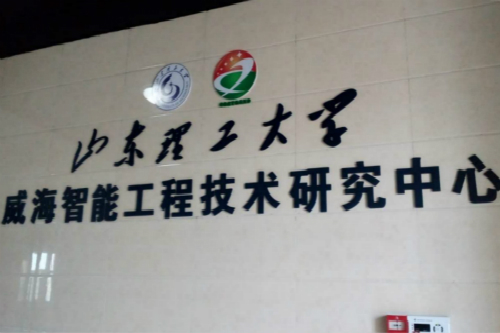 山东理工大学
威海智能工程技术研究中心